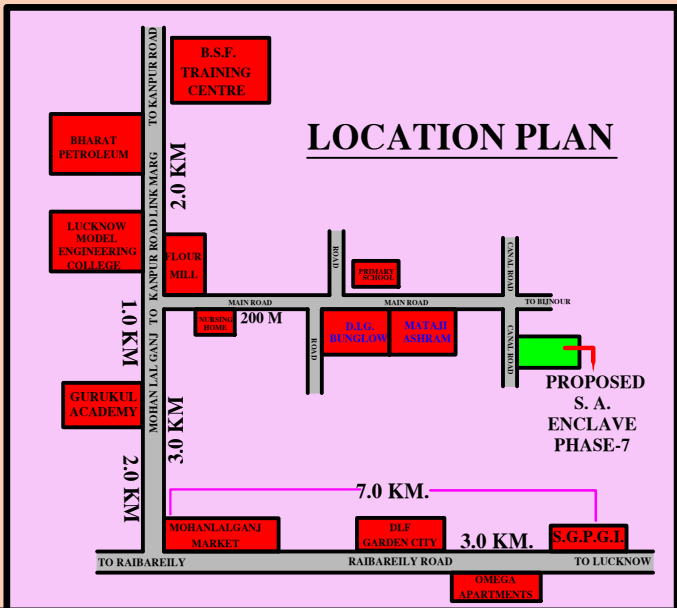 LOCATION PLAN
B.S.F.
TRAINING
CENTRE
TO KANPUR ROAD
BHARAT
PETROLEUM
2.0 KM
LUCKNOW
MODEL
ENGINEERING
COLLEGE
FLOUR
MILL
MOHAN LAL GANJ TO KANPUR ROAD LINK MARG
ROAD
PRIMARY
SCHOOL
CANAL ROAD
MAIN ROAD
MAIN ROAD
TO BIJNOUR
NURSING
HOME
200 M
ROAD
D.I.G.
BUNGLOW
MATAJI
ASHRAM
CANAL ROAD
1.0 KM
PROPOSED
S. A.
ENCLAVE
PHASE-7
GURUKUL
ACADEMY
3.0 KM
2.0 KM
7.0 KM.
MOHANLALGANJ
MARKET
DLF
GARDEN CITY
3.0 KM.
S.G.P.G.I.
TO RAIBAREILY
RAIBAREILY ROAD
TO LUCKNOW
OMEGA
APARTMENTS